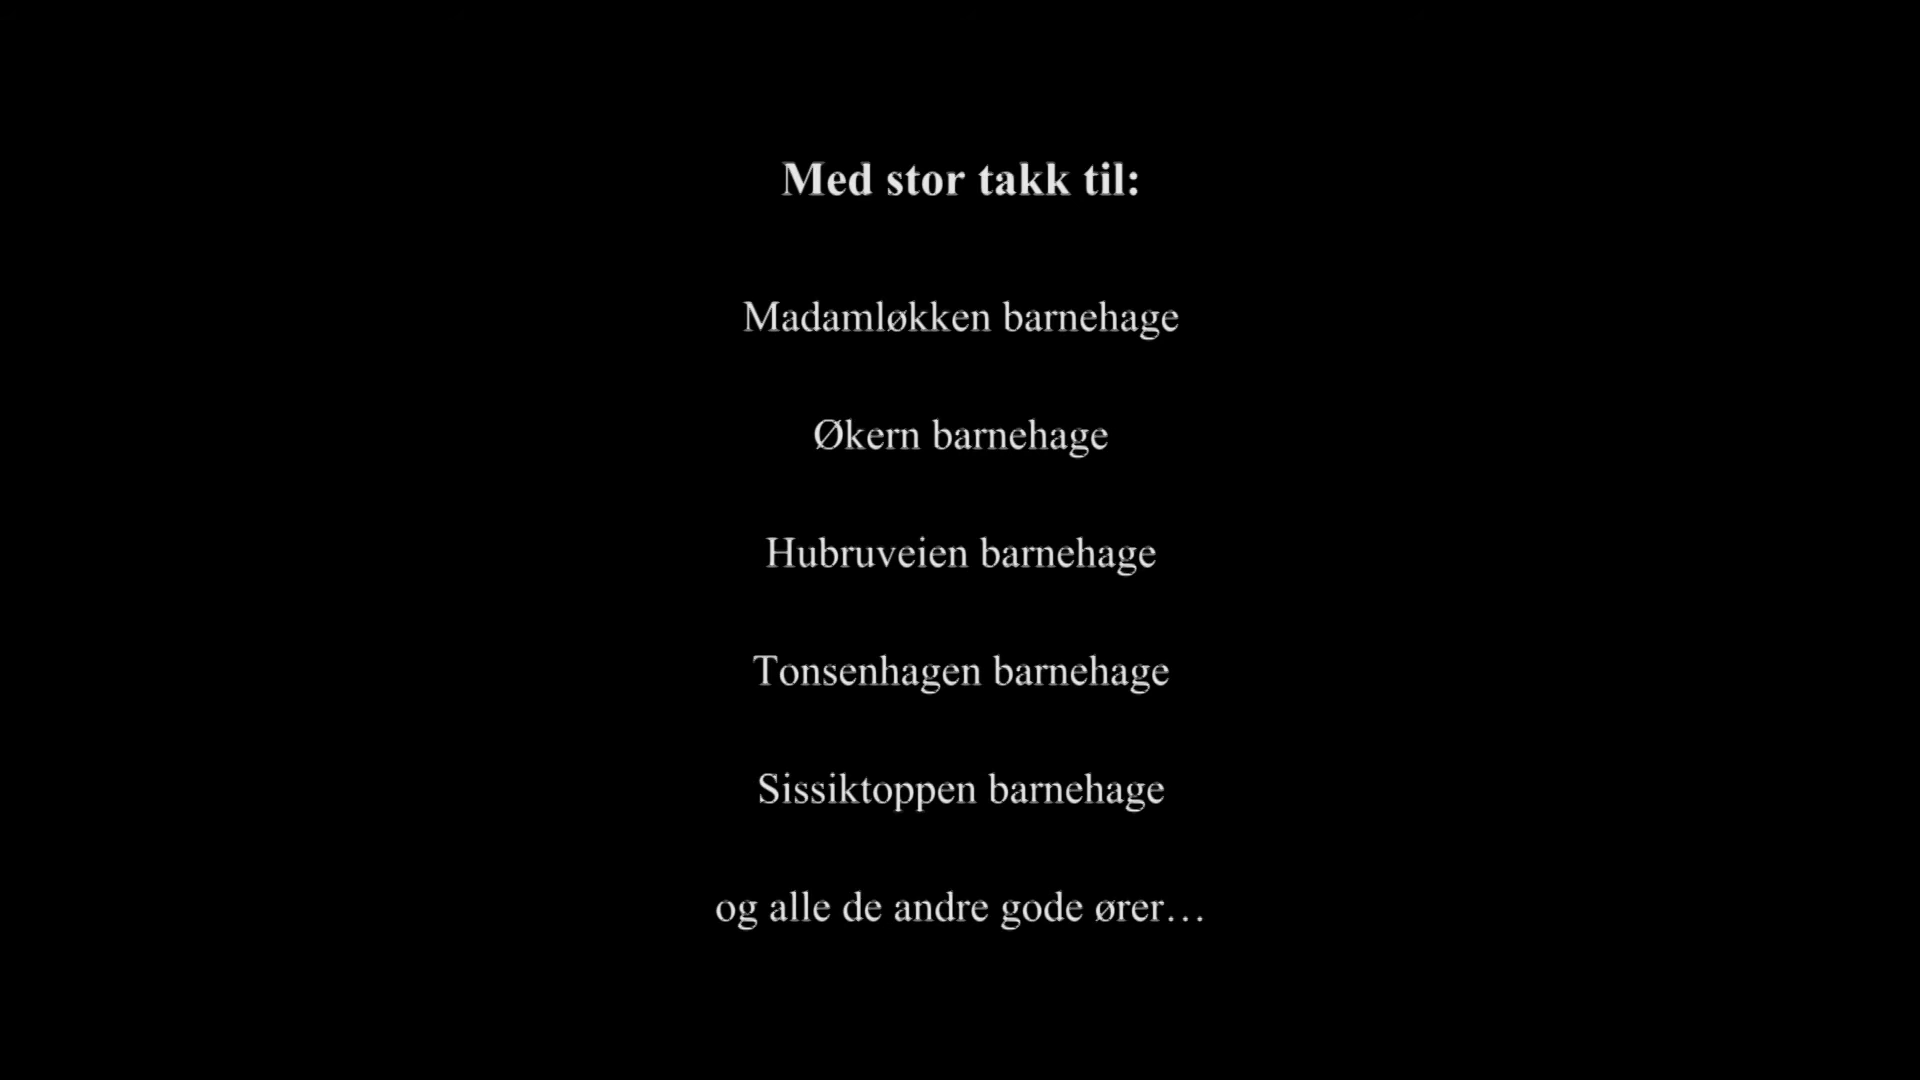 Med stor takk til:
Madamløkken barnehage
Økern barnehage
Hubruveien barnehage
Tonsenhagen barnehage
Sissiktoppen barnehage
og alle de andre gode ører…